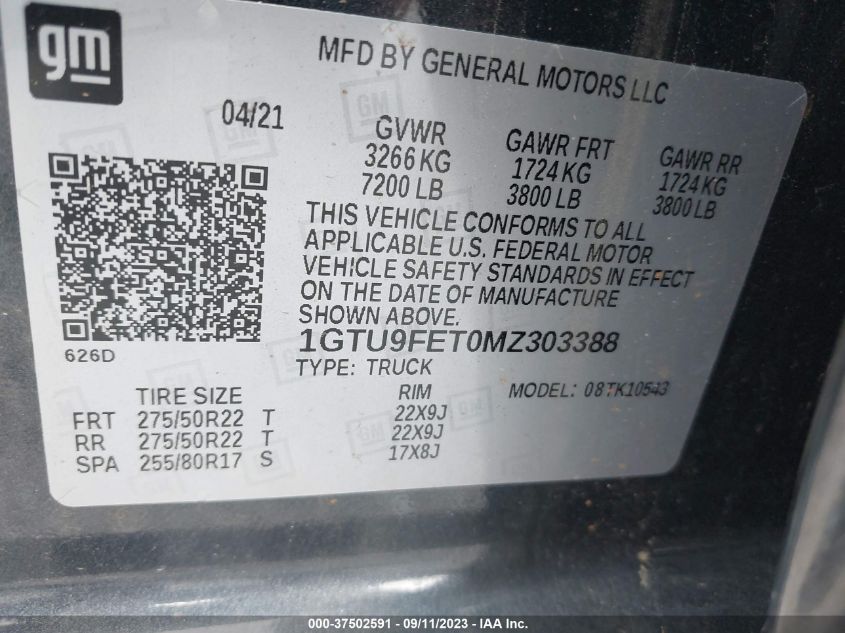 gm
MFD BY GENERAL MOTORS LLC
04/21
GVWR GAWR FRT GAWR RR
3266 KG 1724 KG 1724 KG
7200 LB 3800 LB 3800 LB
THIS VEHICLE CONFORMS TO ALL
APPLICABLE U.S. FEDERAL MOTOR
VEHICLE SAFETY STANDARDS IN EFFECT
ON THE DATE OF MANUFACTURE
SHOWN ABOVE.
626D
1GTU9FET0MZ303388
TYPE: TRUCK
TIRE SIZE RIM MODEL: 08TK10543
FRT 275/50R22 T 22X9J
RR 275/50R22 T 22X9J
SPA 255/80R17 S 17X8J
000-37502591 - 09/11/2023 - IAA Inc.